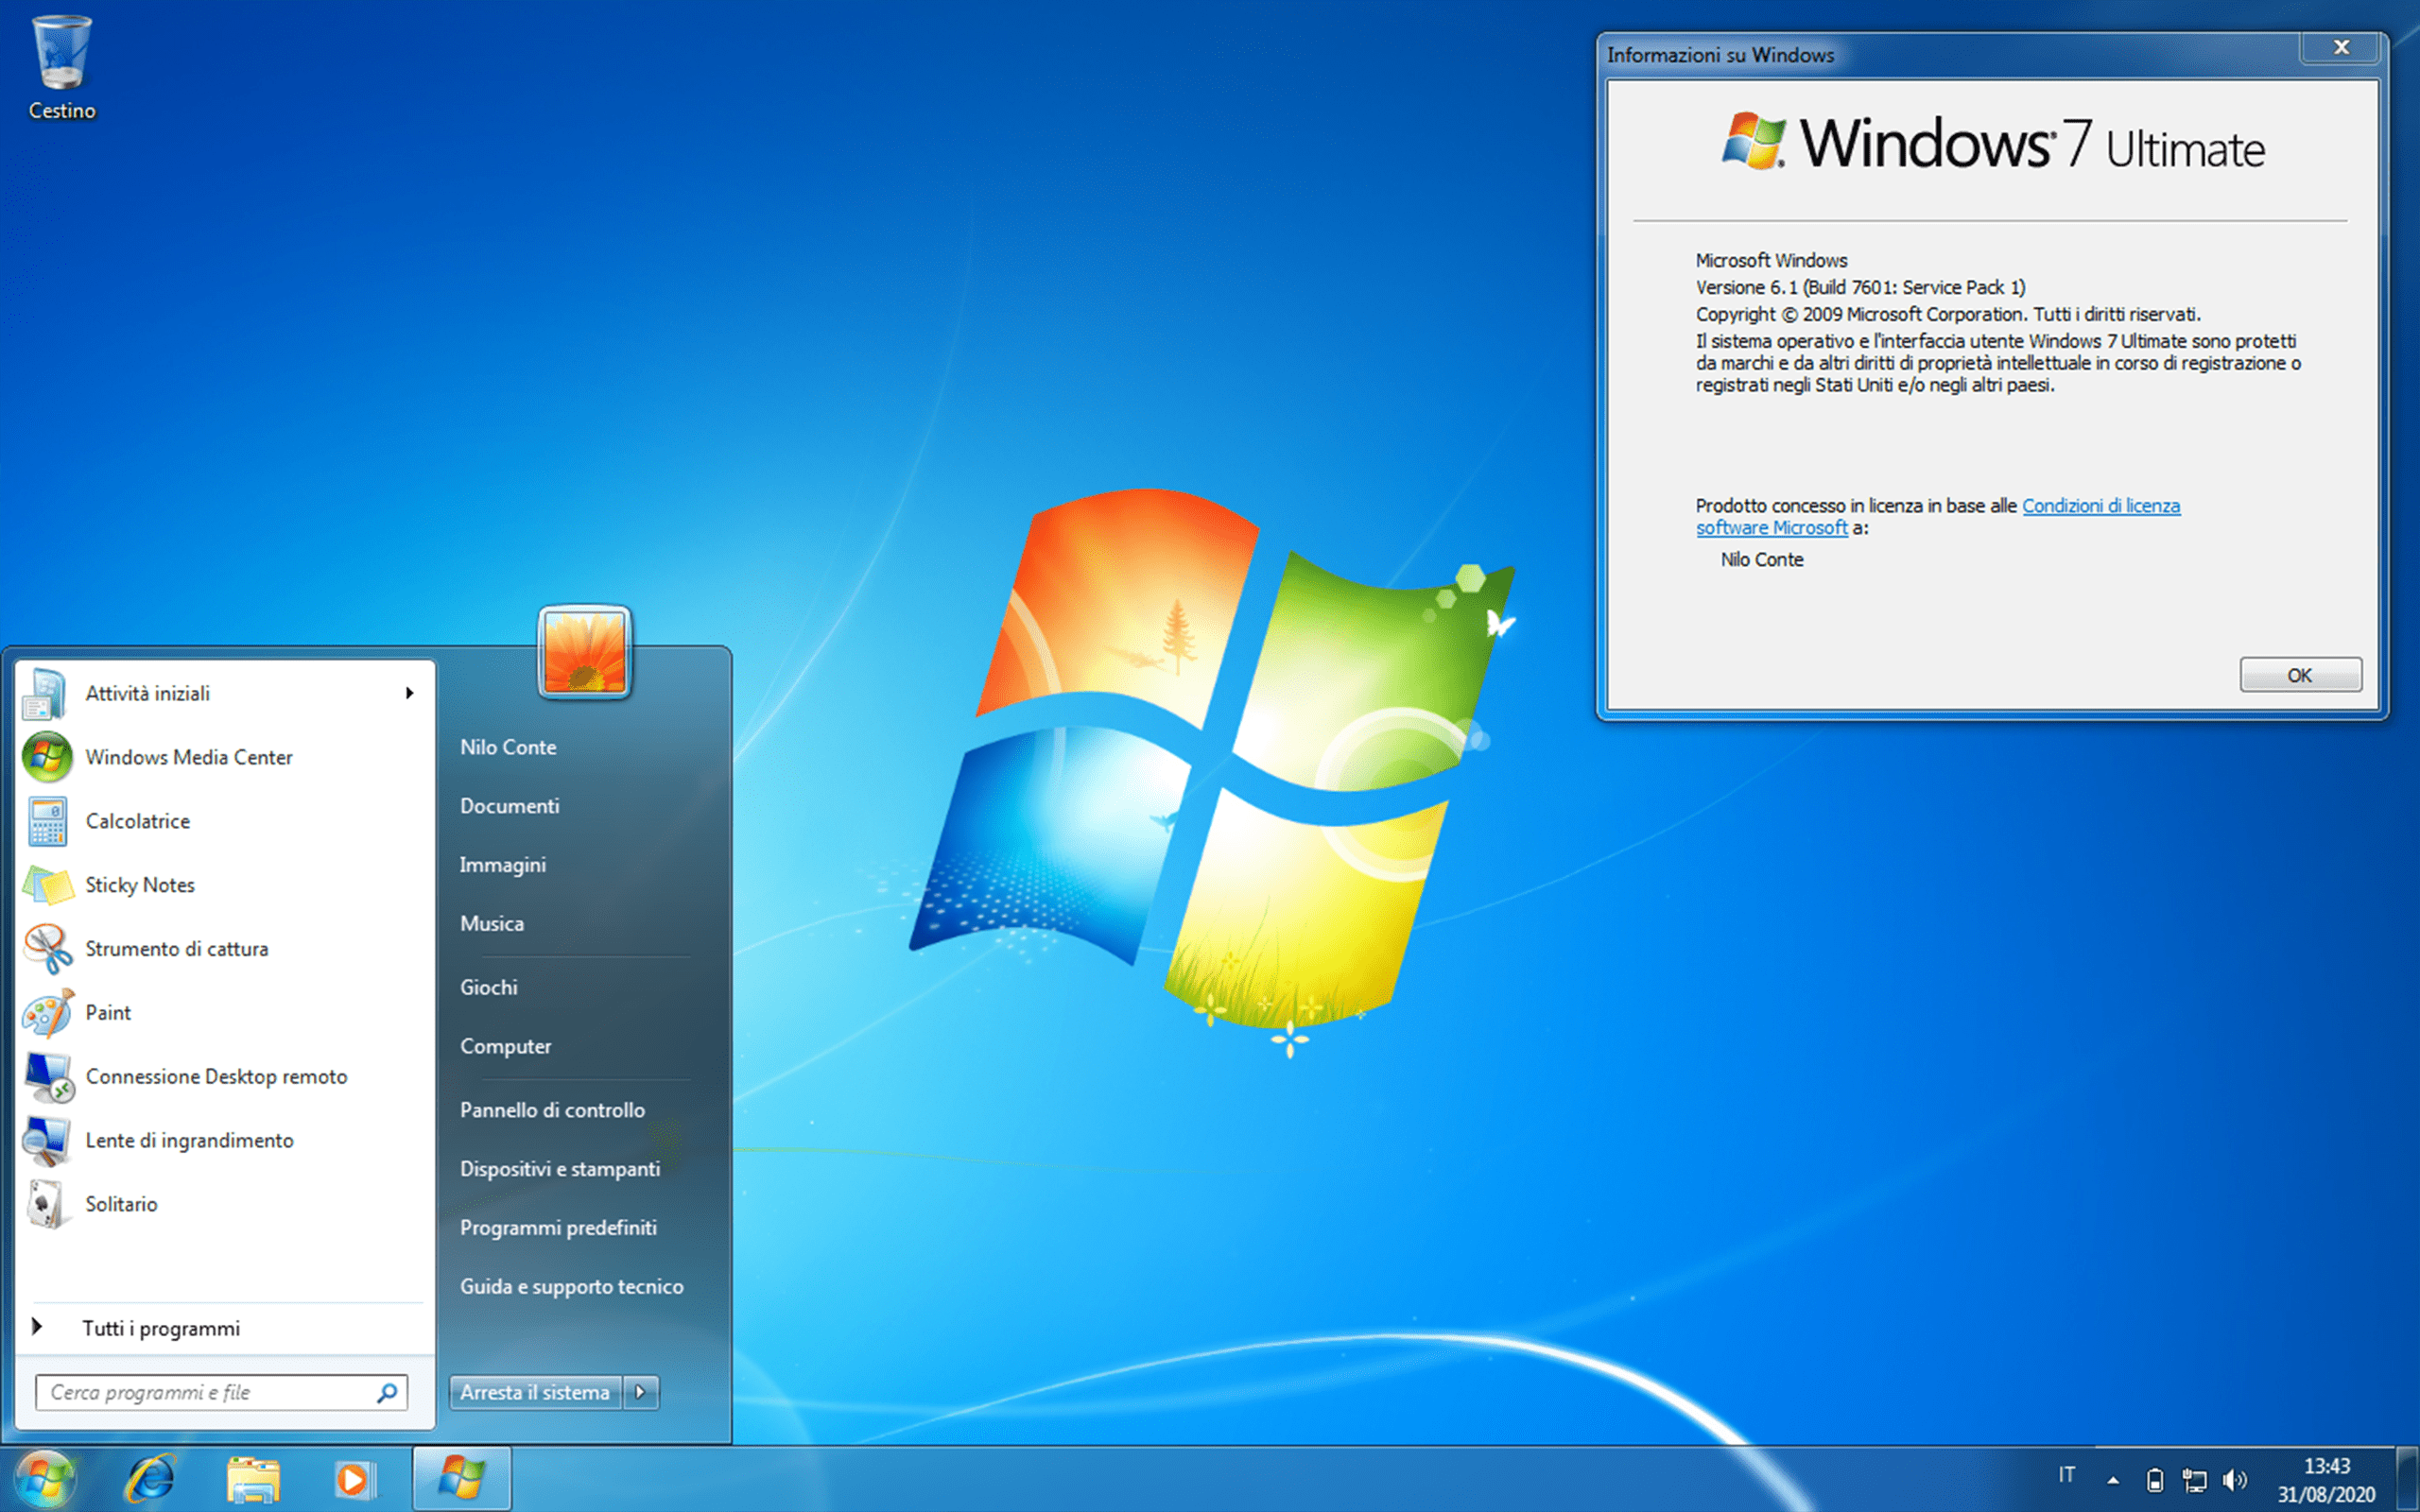 Cestino
Informazioni su Windows
Windows 7 Ultimate
Microsoft Windows
Versione 6.1 (Build 7601: Service Pack 1)
Copyright © 2009 Microsoft Corporation. Tutti i diritti riservati.
Il sistema operativo e l'interfaccia utente Windows 7 Ultimate sono protetti
da marchi e da altri diritti di proprietà intellettuale in corso di registrazione o
registrati negli Stati Uniti e/o negli altri paesi.
Prodotto concesso in licenza in base alle Condizioni di licenza
software Microsoft a:
Nilo Conte
OK
Attività iniziali
Windows Media Center
Calcolatrice
Sticky Notes
Strumento di cattura
Paint
Connessione Desktop remoto
Lente di ingrandimento
Solitario
Tutti i programmi
Cerca programmi e file
Nilo Conte
Documenti
Immagini
Musica
Giochi
Computer
Pannello di controllo
Dispositivi e stampanti
Programmi predefiniti
Guida e supporto tecnico
Arresta il sistema
IT
13:43
31/08/2020